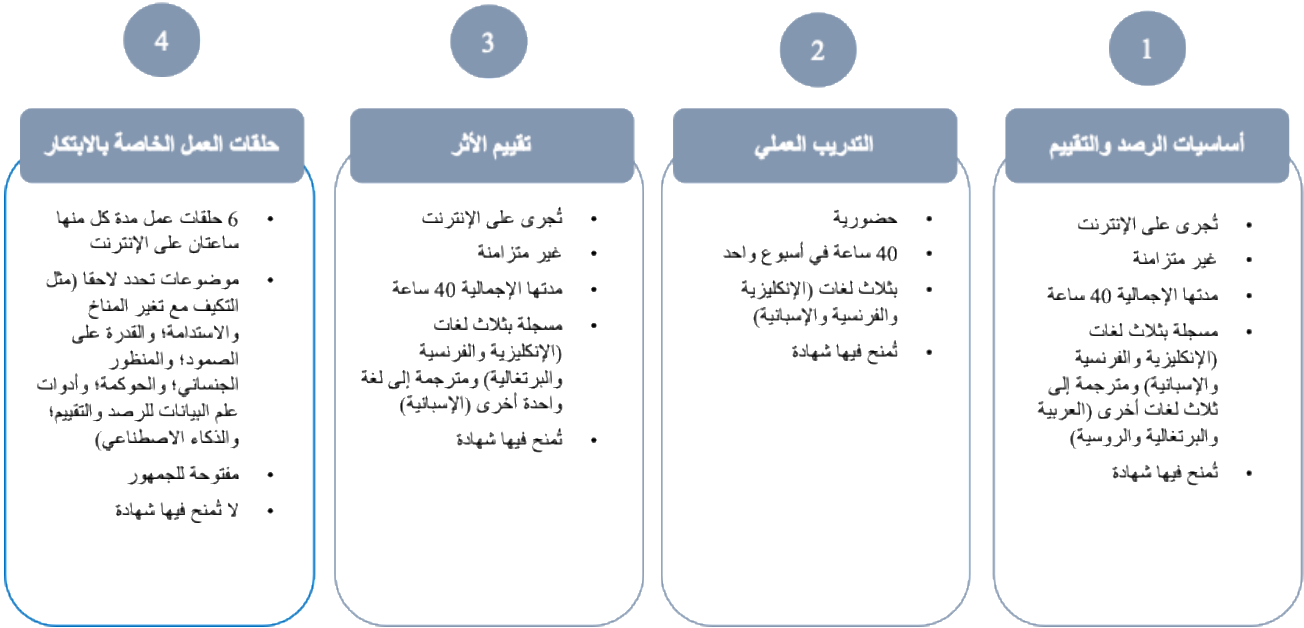 1
أساسيات الرصد والتقييم
• تُجرى على الإنترنت
• غير متزامنة
• مدتها الإجمالية 40 ساعة
• مسجلة بثلاث لغات
(الإنكليزية والفرنسية
والإسبانية) ومترجمة إلى
ثلاث لغات أخرى (العربية
والبرتغالية والروسية)
• تُمنح فيها شهادة
2
التدريب العملي
• حضورية
• 40 ساعة في أسبوع واحد
• بثلاث لغات (الإنكليزية
والفرنسية والإسبانية)
• تُمنح فيها شهادة
3
تقييم الأثر
• تُجرى على الإنترنت
• غير متزامنة
• مدتها الإجمالية 40 ساعة
• مسجلة بثلاث لغات
(الإنكليزية والفرنسية
والبرتغالية) ومترجمة إلى لغة
واحدة أخرى (الإسبانية)
• تُمنح فيها شهادة
4
حلقات العمل الخاصة بالابتكار
• 6 حلقات عمل مدة كل منها
ساعتان على الإنترنت
• موضوعات تحدد لاحقا (مثل
التكيف مع تغير المناخ
والاستدامة؛ والقدرة على
الصمود؛ والمنظور
الجنساني؛ والحوكمة؛ وأدوات
علم البيانات للرصد والتقييم؛
والذكاء الاصطناعي)
• مفتوحة للجمهور
• لا تُمنح فيها شهادة